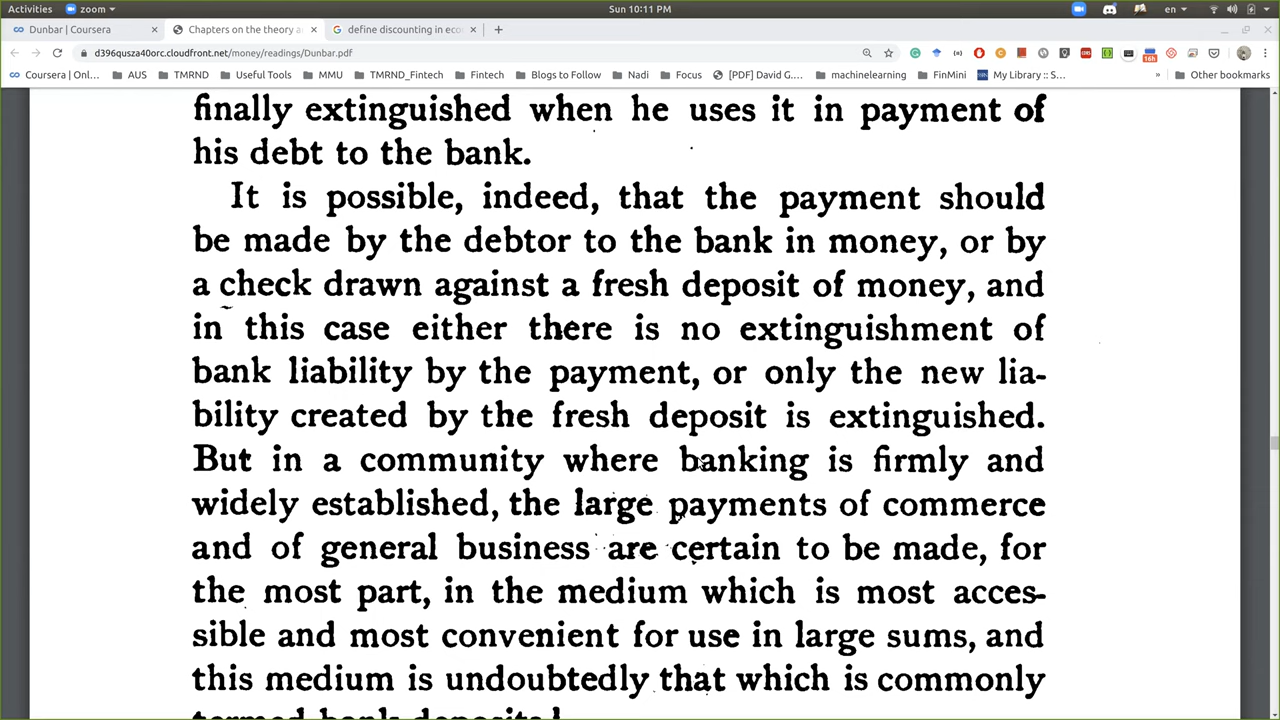 Activities zoom Sun 10:11 PM en
Dunbar | Coursera × Chapters on the theory a × define discounting in eco × +
d396qusza40orc.cloudfront.net/money/readings/Dunbar.pdf
Coursera | Onl... AUS TMRND Useful Tools MMU TMRND_Fintech Fintech Blogs to Follow Nadi Focus [PDF] David G.... machinelearning FinMini My Library :: S... » Other bookmarks
finally extinguished when he uses it in payment of
his debt to the bank.
It is possible, indeed, that the payment should
be made by the debtor to the bank in money, or by
a check drawn against a fresh deposit of money, and
in this case either there is no extinguishment of
bank liability by the payment, or only the new lia-
bility created by the fresh deposit is extinguished.
But in a community where banking is firmly and
widely established, the large payments of commerce
and of general business are certain to be made, for
the most part, in the medium which is most acces-
sible and most convenient for use in large sums, and
this medium is undoubtedly that which is commonly
termed bank deposits.¹